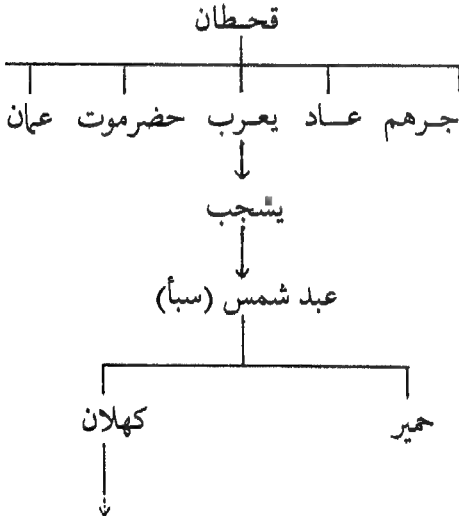 قحطان
جرهم عاد يعرب حضرموت عمان
يشجب
عبد شمس (سبأ)
حمير كهلان